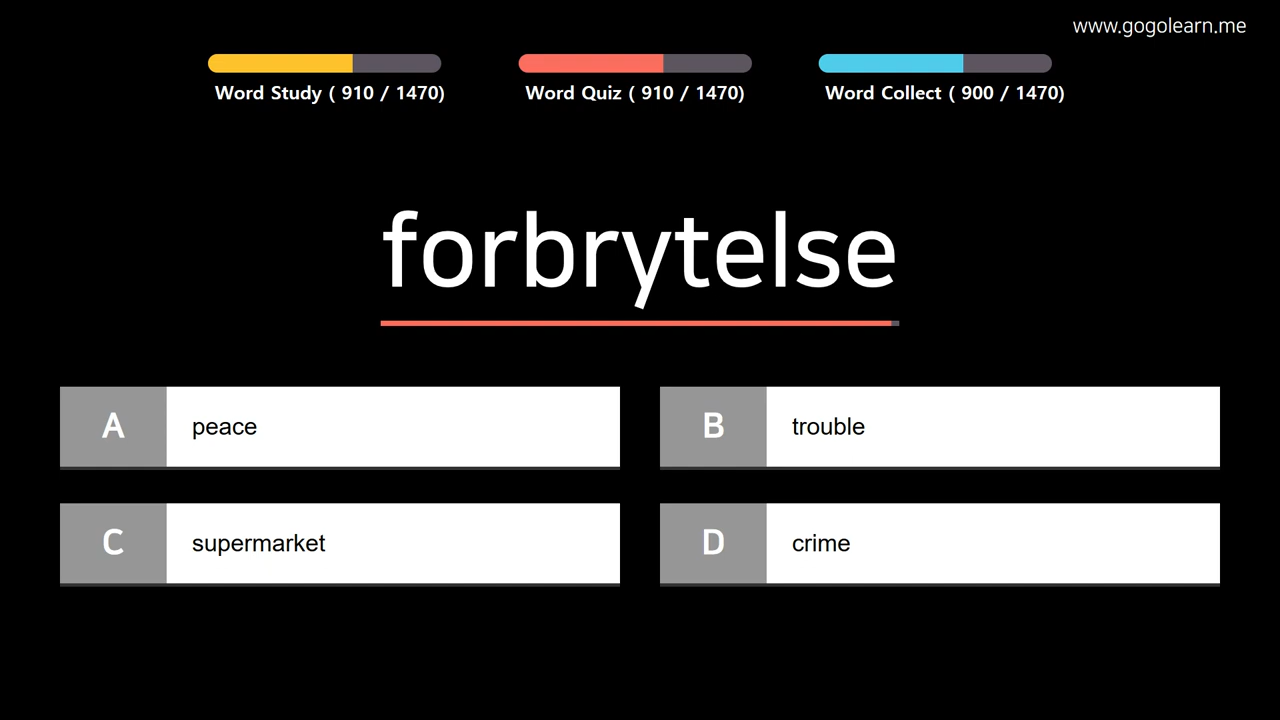 www.gogolearn.me
Word Study ( 910 / 1470)
Word Quiz ( 910 / 1470)
Word Collect ( 900 / 1470)
forbrytelse
A peace
B trouble
C supermarket
D crime